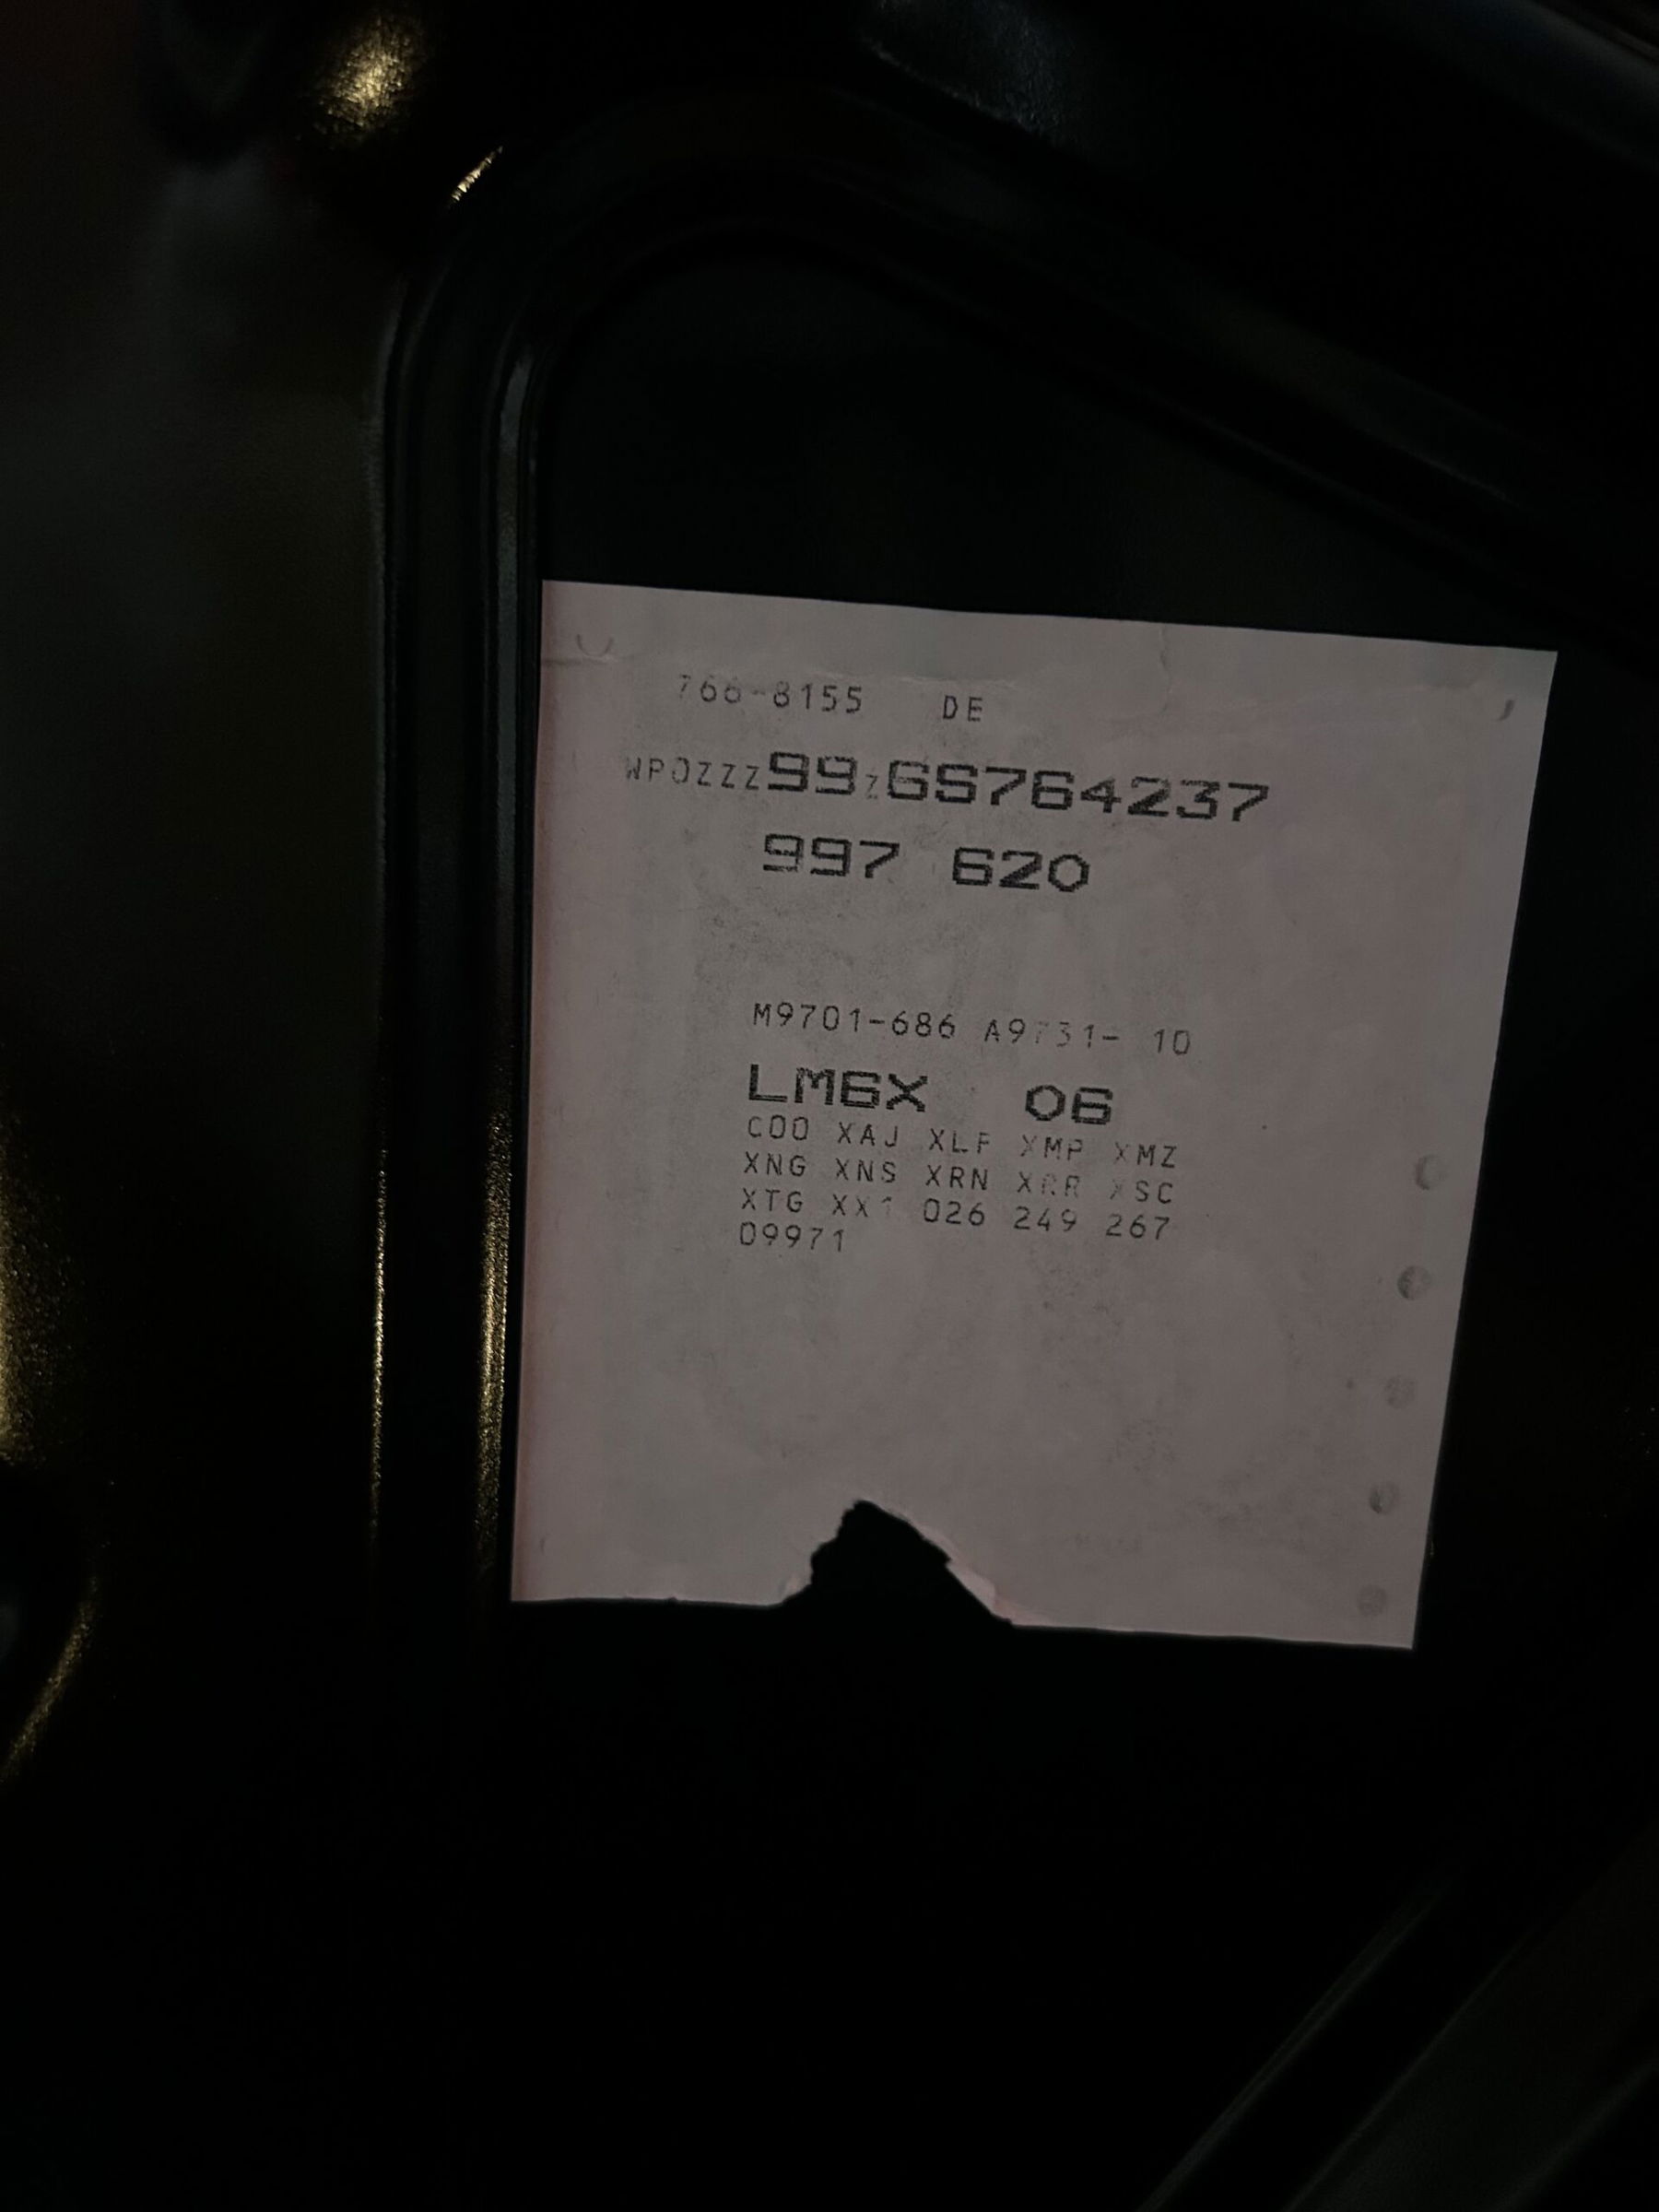 766-8155 DE
WP0ZZZ99ZGS764237
997 620
M9701-686 A9731- 10
LM6X 06
C00 XAJ XLF XMP XMZ
XNG XNS XRN XRR XSC
XTG XX1 026 249 267
09971